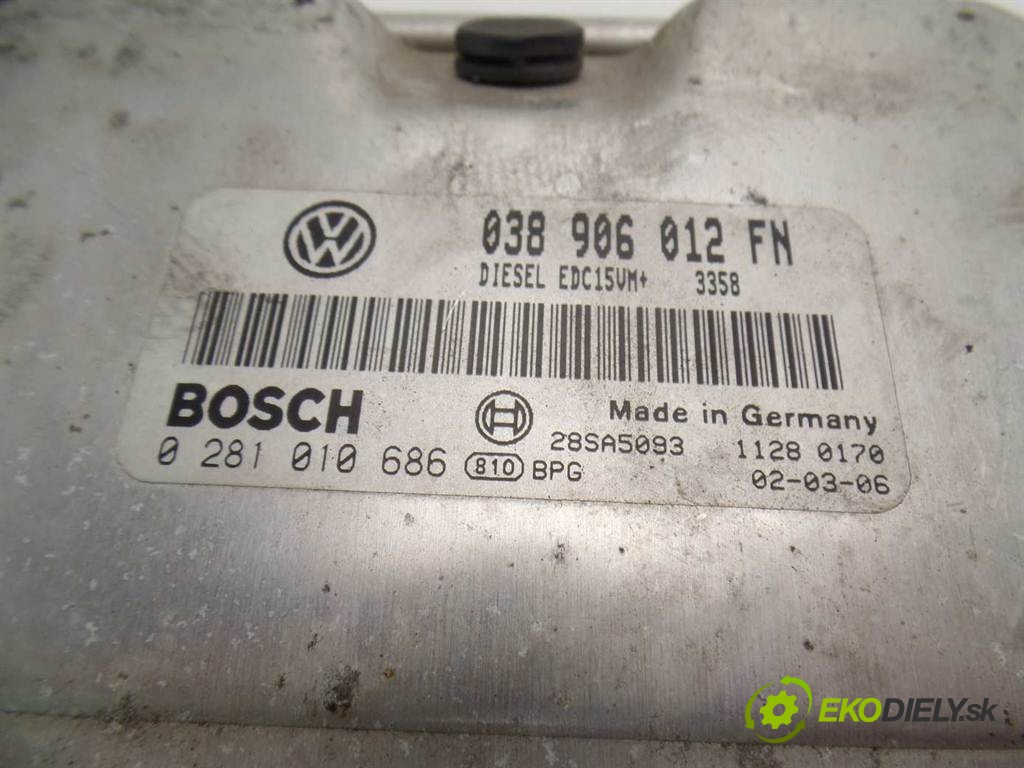 038 906 012 FN
DIESEL EDC15VM+ 3358
BOSCH Made in Germany
0 281 010 686 810 BPG 28SA5093 1128 0170
02-03-06
EKODIELY.sk